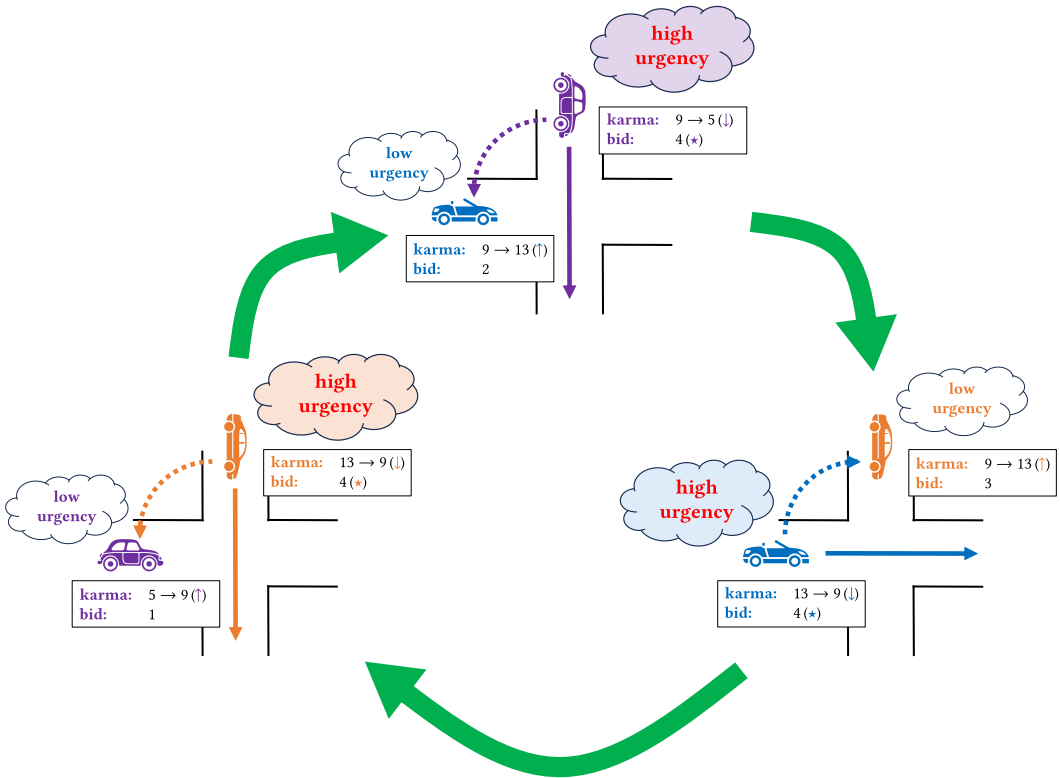 high
urgency
karma: 9 → 5 (↓)
bid: 4 (★)
low
urgency
karma: 9 → 13 (↑)
bid: 2
high
urgency
karma: 13 → 9 (↓)
bid: 4 (★)
low
urgency
karma: 5 → 9 (↑)
bid: 1
low
urgency
karma: 9 → 13 (↑)
bid: 3
high
urgency
karma: 13 → 9 (↓)
bid: 4 (★)